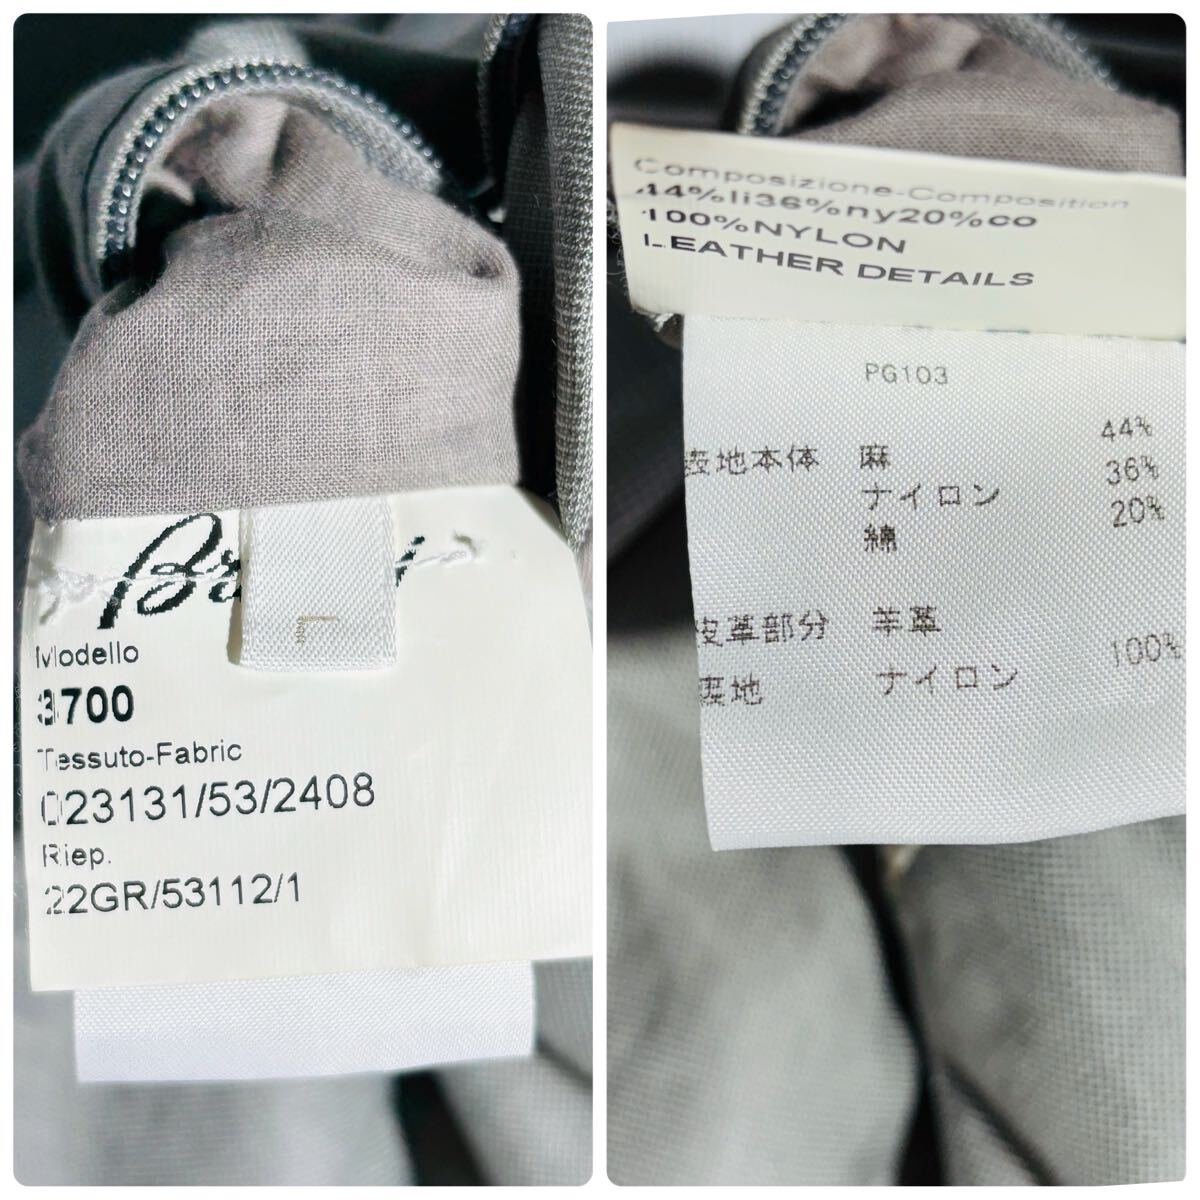 L
Modello
3700
Tessuto-Fabric
023131/53/2408
Riep.
22GR/53112/1
Composizione-Composition
44%li36%ny20%co
100%NYLON
LEATHER DETAILS
PG103
表地本体 麻 44%
ナイロン 36%
綿 20%
皮革部分 羊革
表地 ナイロン 100%